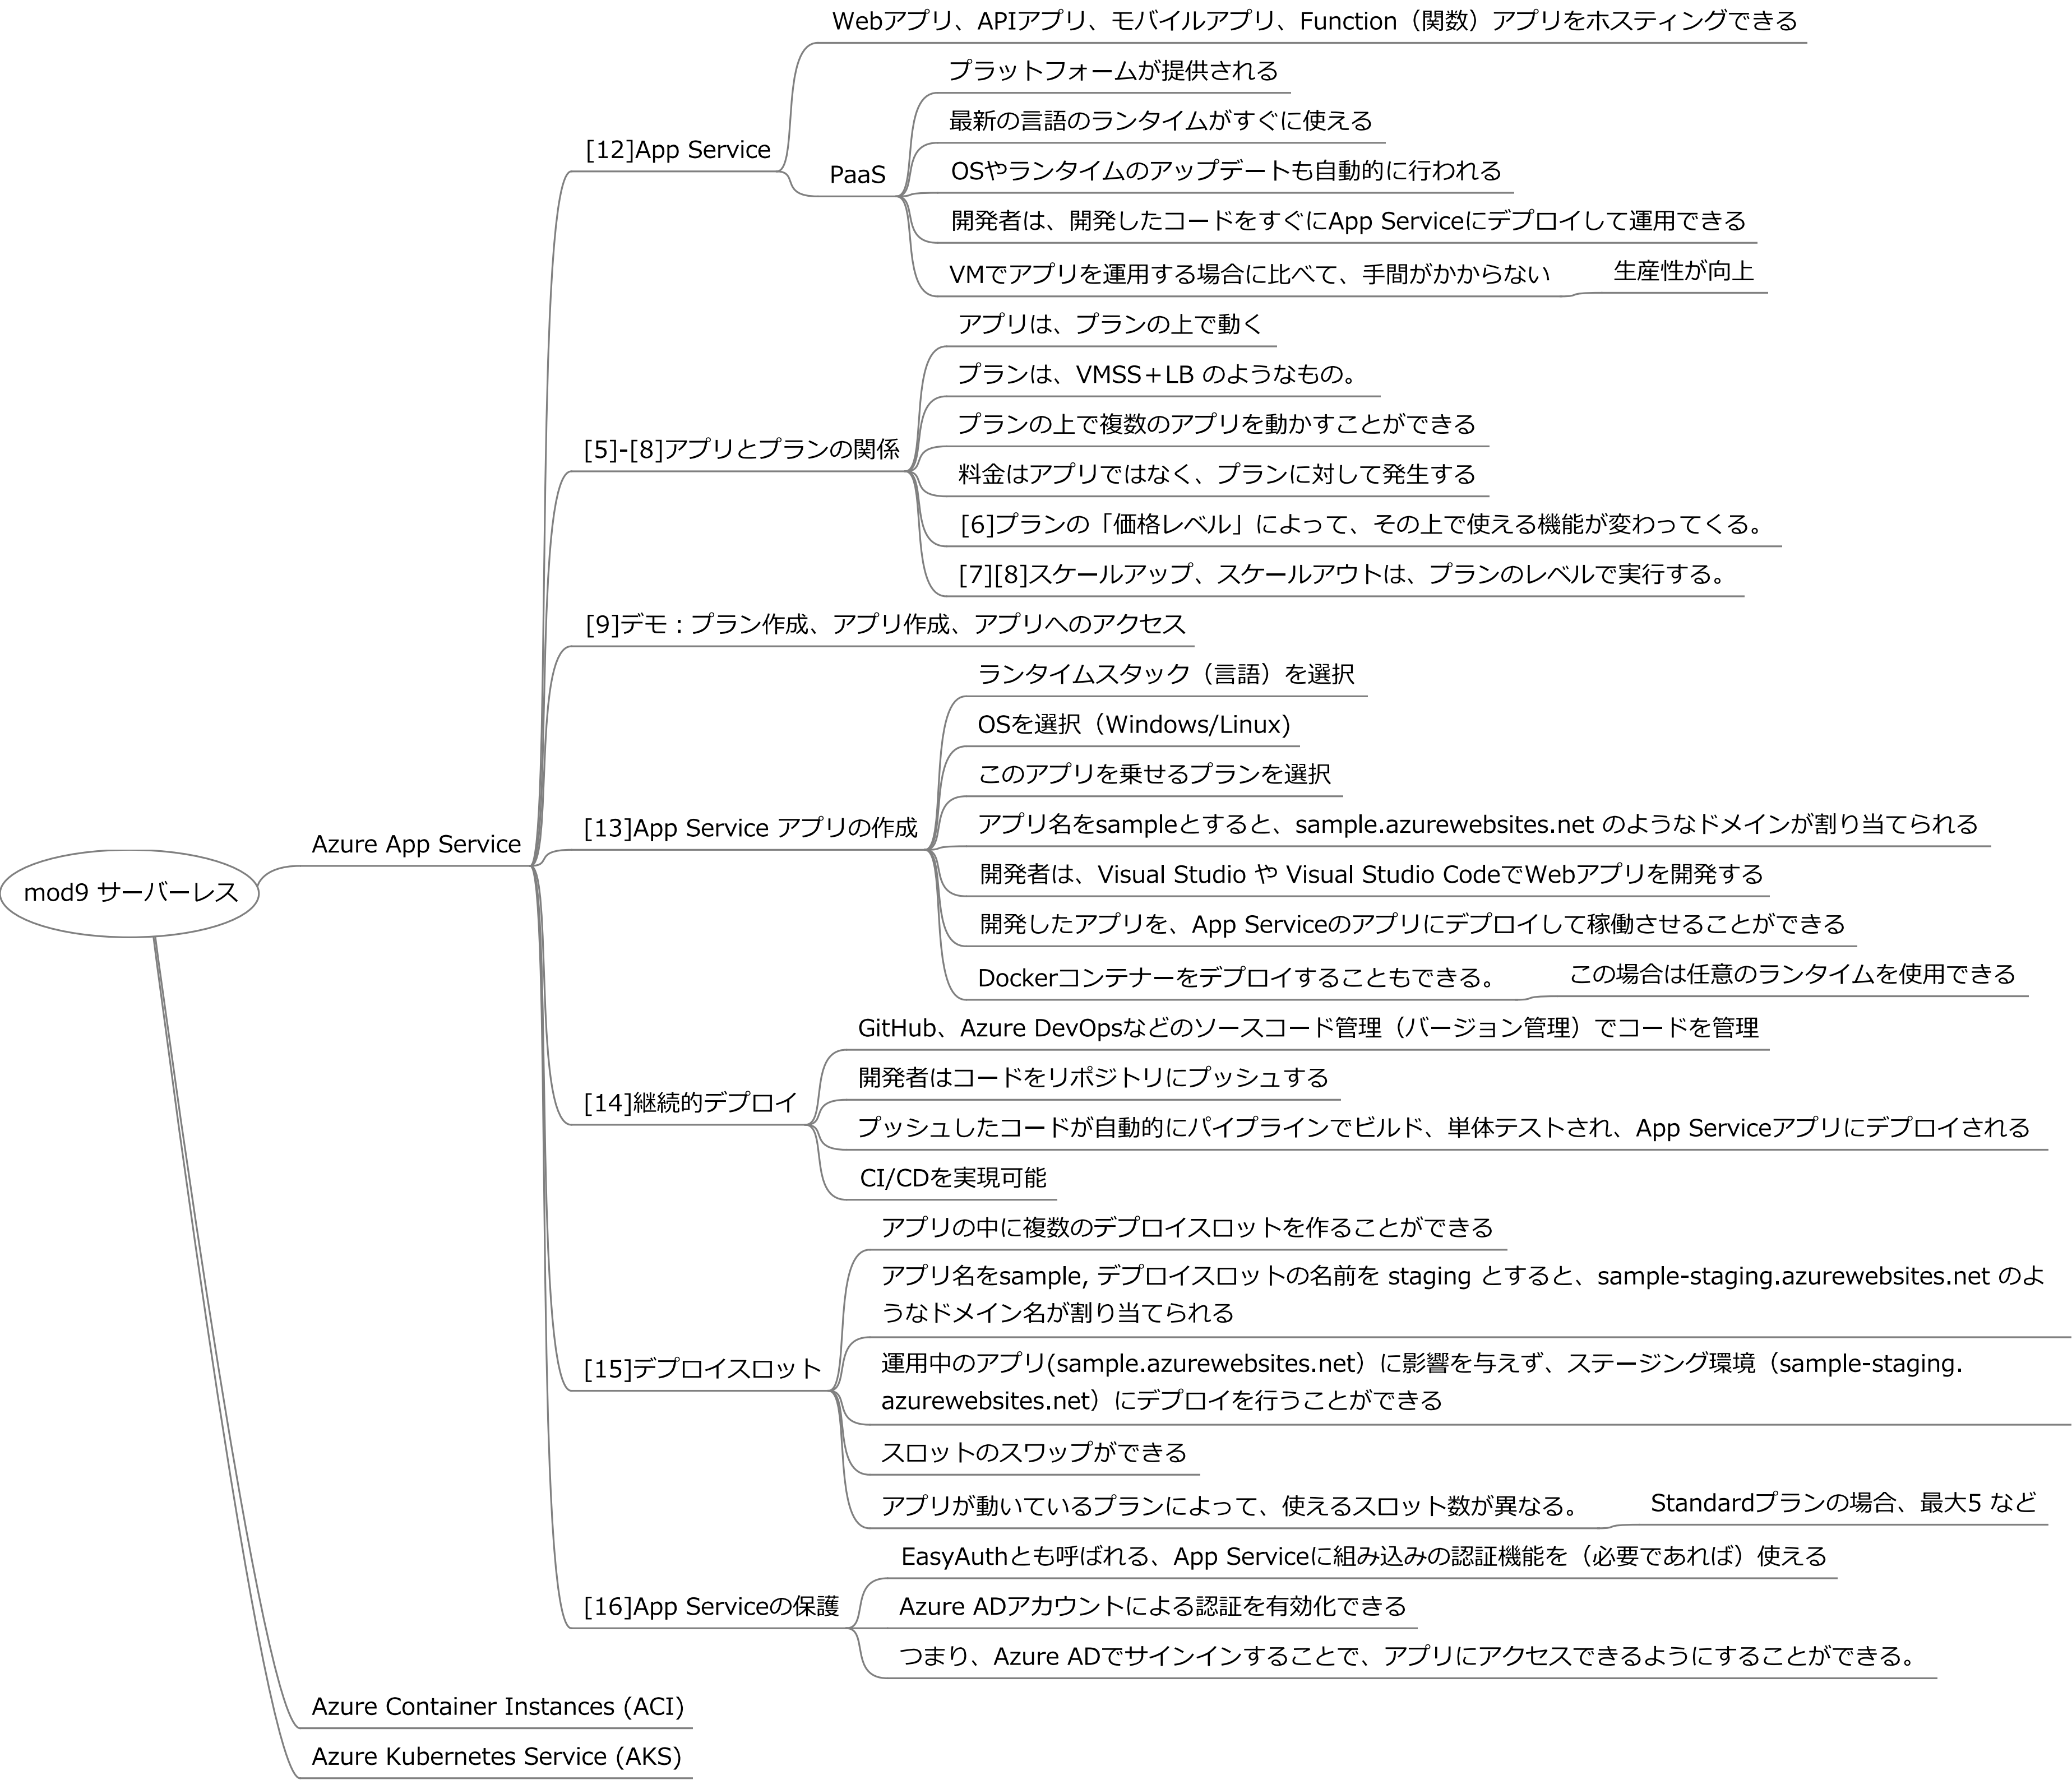 mod9 サーバーレス
Azure App Service
[12]App Service
Webアプリ、APIアプリ、モバイルアプリ、Function（関数）アプリをホスティングできる
PaaS
プラットフォームが提供される
最新の言語のランタイムがすぐに使える
OSやランタイムのアップデートも自動的に行われる
開発者は、開発したコードをすぐにApp Serviceにデプロイして運用できる
VMでアプリを運用する場合に比べて、手間がかからない
生産性が向上
[5]-[8]アプリとプランの関係
アプリは、プランの上で動く
プランは、VMSS＋LB のようなもの。
プランの上で複数のアプリを動かすことができる
料金はアプリではなく、プランに対して発生する
[6]プランの「価格レベル」によって、その上で使える機能が変わってくる。
[7][8]スケールアップ、スケールアウトは、プランのレベルで実行する。
[9]デモ：プラン作成、アプリ作成、アプリへのアクセス
[13]App Service アプリの作成
ランタイムスタック（言語）を選択
OSを選択（Windows/Linux)
このアプリを乗せるプランを選択
アプリ名をsampleとすると、sample.azurewebsites.net のようなドメインが割り当てられる
開発者は、Visual Studio や Visual Studio CodeでWebアプリを開発する
開発したアプリを、App Serviceのアプリにデプロイして稼働させることができる
Dockerコンテナーをデプロイすることもできる。
この場合は任意のランタイムを使用できる
[14]継続的デプロイ
GitHub、Azure DevOpsなどのソースコード管理（バージョン管理）でコードを管理
開発者はコードをリポジトリにプッシュする
プッシュしたコードが自動的にパイプラインでビルド、単体テストされ、App Serviceアプリにデプロイされる
CI/CDを実現可能
[15]デプロイスロット
アプリの中に複数のデプロイスロットを作ることができる
アプリ名をsample, デプロイスロットの名前を staging とすると、sample-staging.azurewebsites.net のよ
うなドメイン名が割り当てられる
運用中のアプリ(sample.azurewebsites.net）に影響を与えず、ステージング環境（sample-staging.
azurewebsites.net）にデプロイを行うことができる
スロットのスワップができる
アプリが動いているプランによって、使えるスロット数が異なる。
Standardプランの場合、最大5 など
[16]App Serviceの保護
EasyAuthとも呼ばれる、App Serviceに組み込みの認証機能を（必要であれば）使える
Azure ADアカウントによる認証を有効化できる
つまり、Azure ADでサインインすることで、アプリにアクセスできるようにすることができる。
Azure Container Instances (ACI)
Azure Kubernetes Service (AKS)